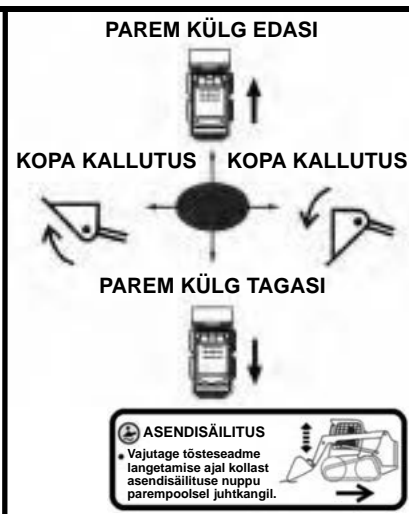 PAREM KÜLG EDASI
KOPA KALLUTUS KOPA KALLUTUS
PAREM KÜLG TAGASI
ASENDISÄILITUS
• Vajutage tõsteseadme
langetamise ajal kollast
asendisäilituse nuppu
parempoolsel juhtkangil.